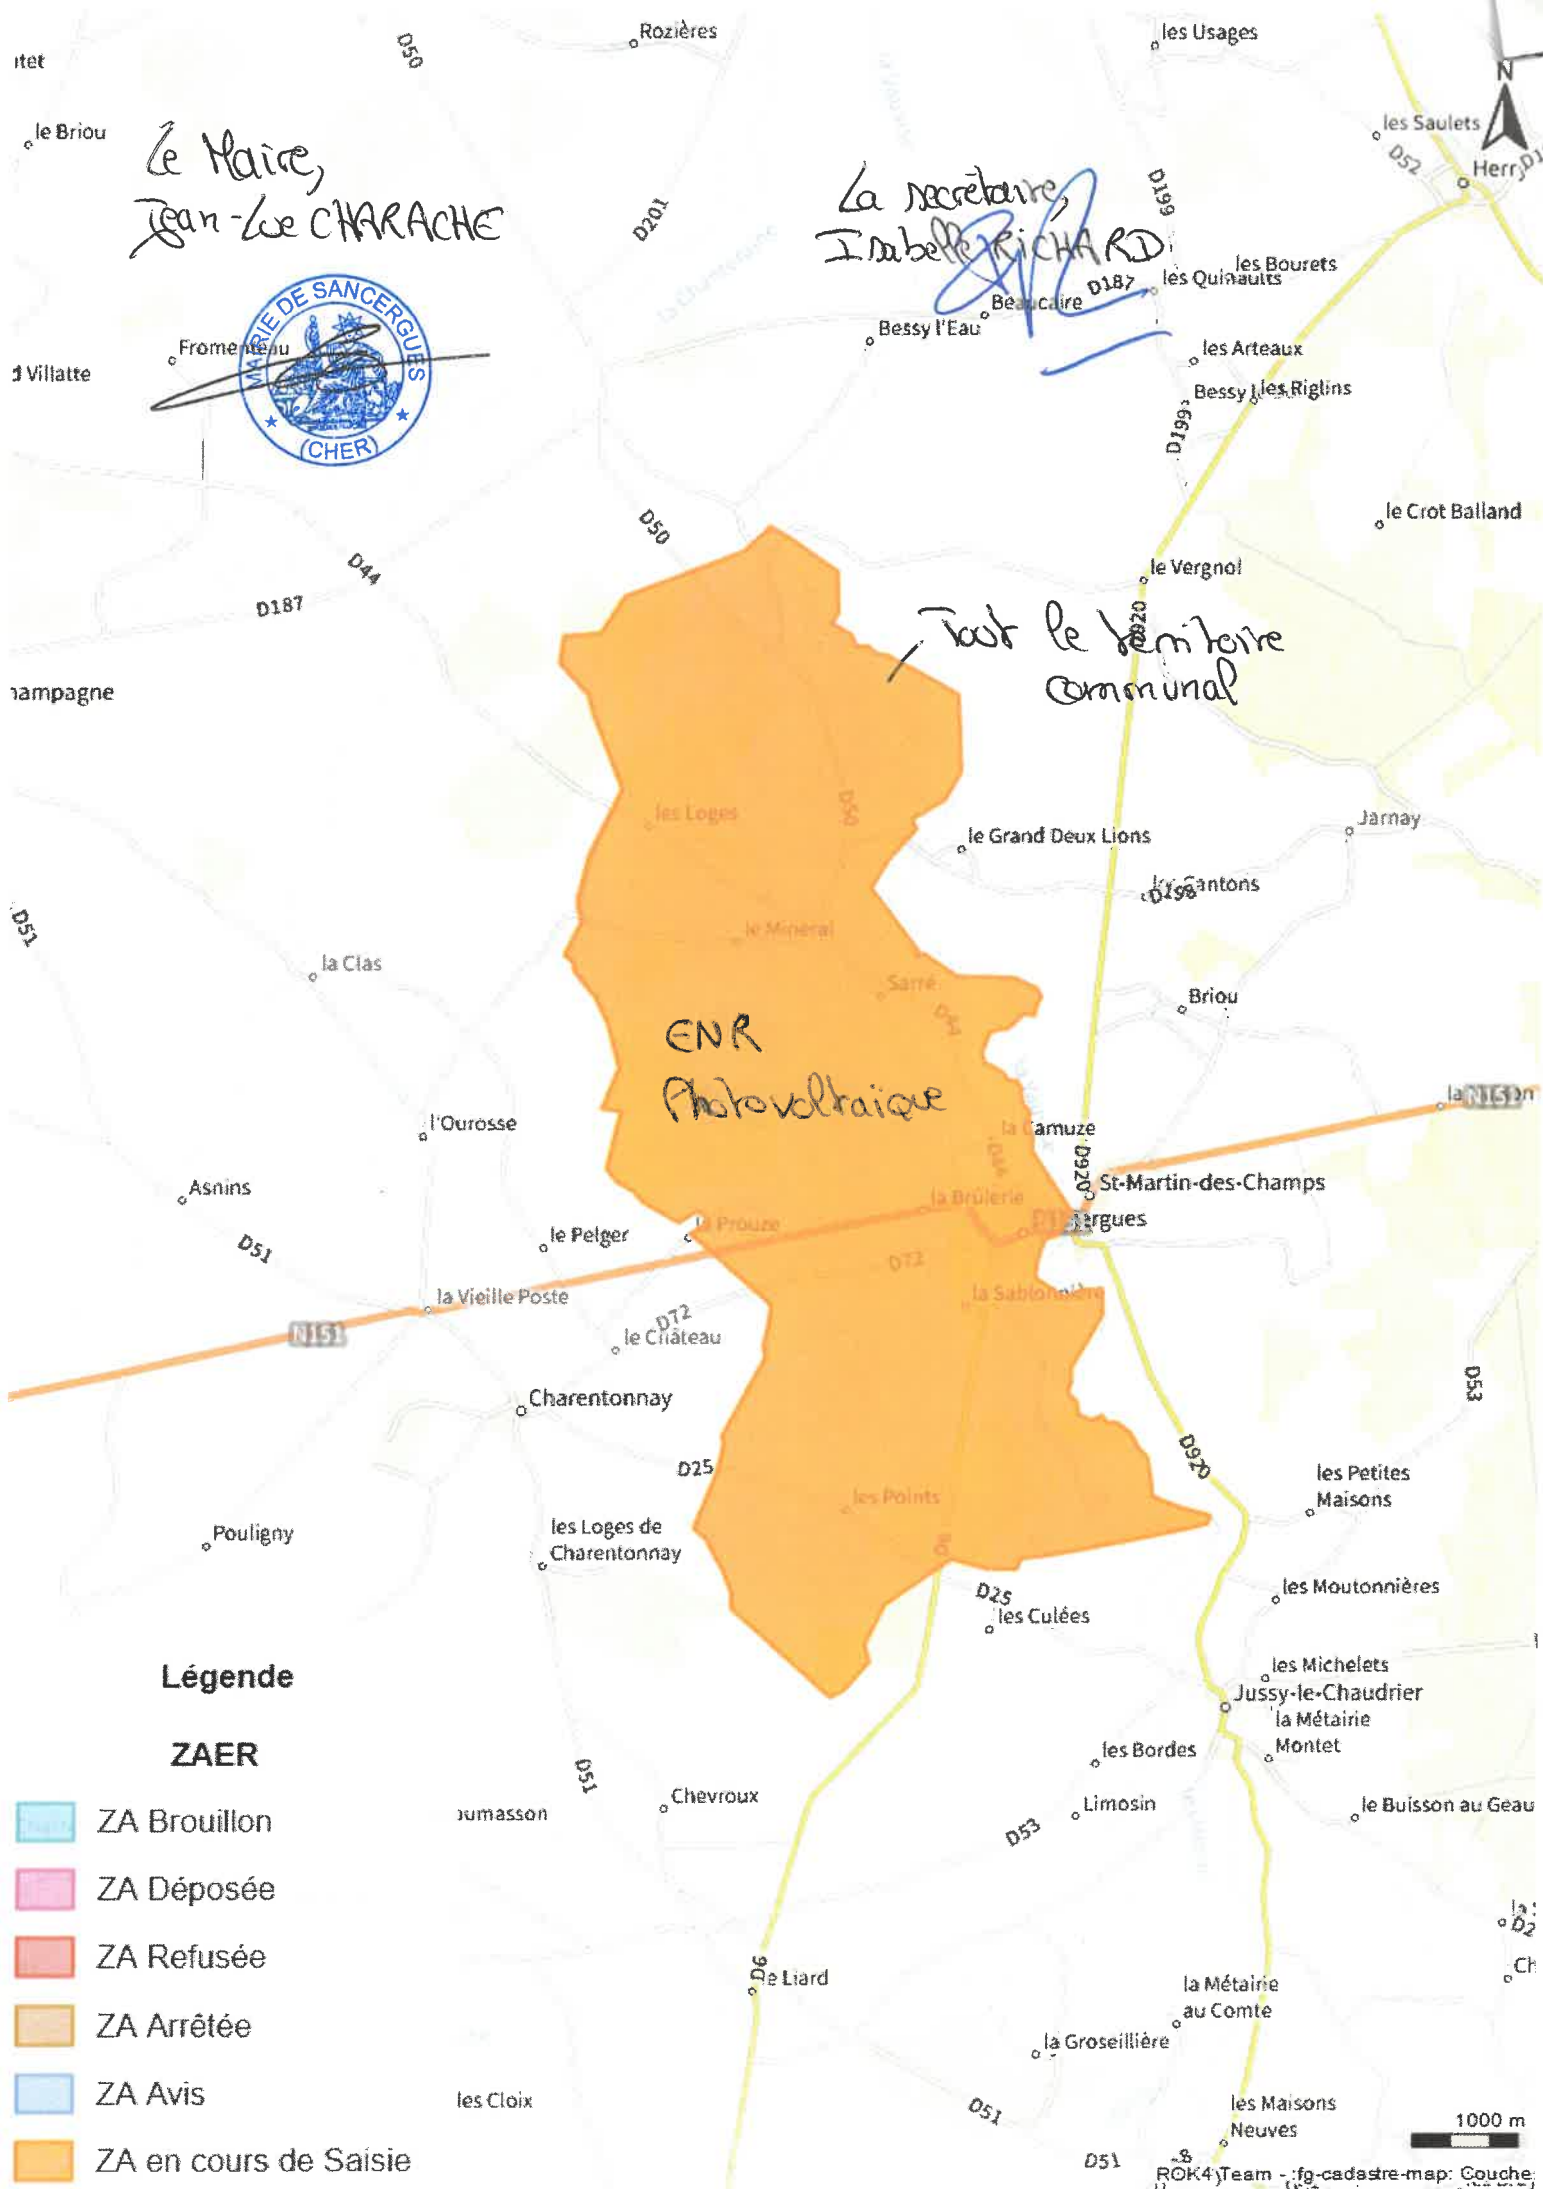 Rozières
les Usages
D50
N
le Briou
les Saulets
D52
Herry
Le Maire,
Jean-Luc CHARACHE
La secrétaire,
Isabelle RICHARD
D199
D201
la Chanteraine
les Bourets
D187
les Quinaults
Beaucaire
Bessy l'Eau
MAIRIE DE SANCERGUES
(CHER)
Fromenteau
Villatte
les Arteaux
Bessy
les Riglins
D199
D50
le Crot Balland
D44
le Vergnol
D187
D920
Tout le territoire
communal
les Loges
D50
Jarnay
le Grand Deux Lions
D198
D51
le Minéral
la Clas
Sarré
D44
Briou
ENR
Photovoltaïque
N151
l'Ourosse
la Camuze
D920
Asnins
St-Martin-des-Champs
la Brûlerie
la Prouze
le Pelger
D51
D72
la Vieille Poste
la Sablonnière
D72
N151
le Château
D53
Charentonnay
D25
D920
les Petites
Maisons
les Points
Pouligny
les Loges de
Charentonnay
D25
les Moutonnières
les Culées
Légende
les Michelets
Jussy-le-Chaudrier
la Métairie
Montet
ZAER
les Bordes
D51
Chevroux
Limosin
le Buisson au Geau
ZA Brouillon
D53
ZA Déposée
ZA Refusée
D6
le Liard
la Métairie
au Comte
ZA Arrêtée
la Groseillière
ZA Avis
les Cloix
D51
les Maisons
Neuves
1000 m
ZA en cours de Saisie
D51
ROK4 Team - :fg-cadastre-map: Couche